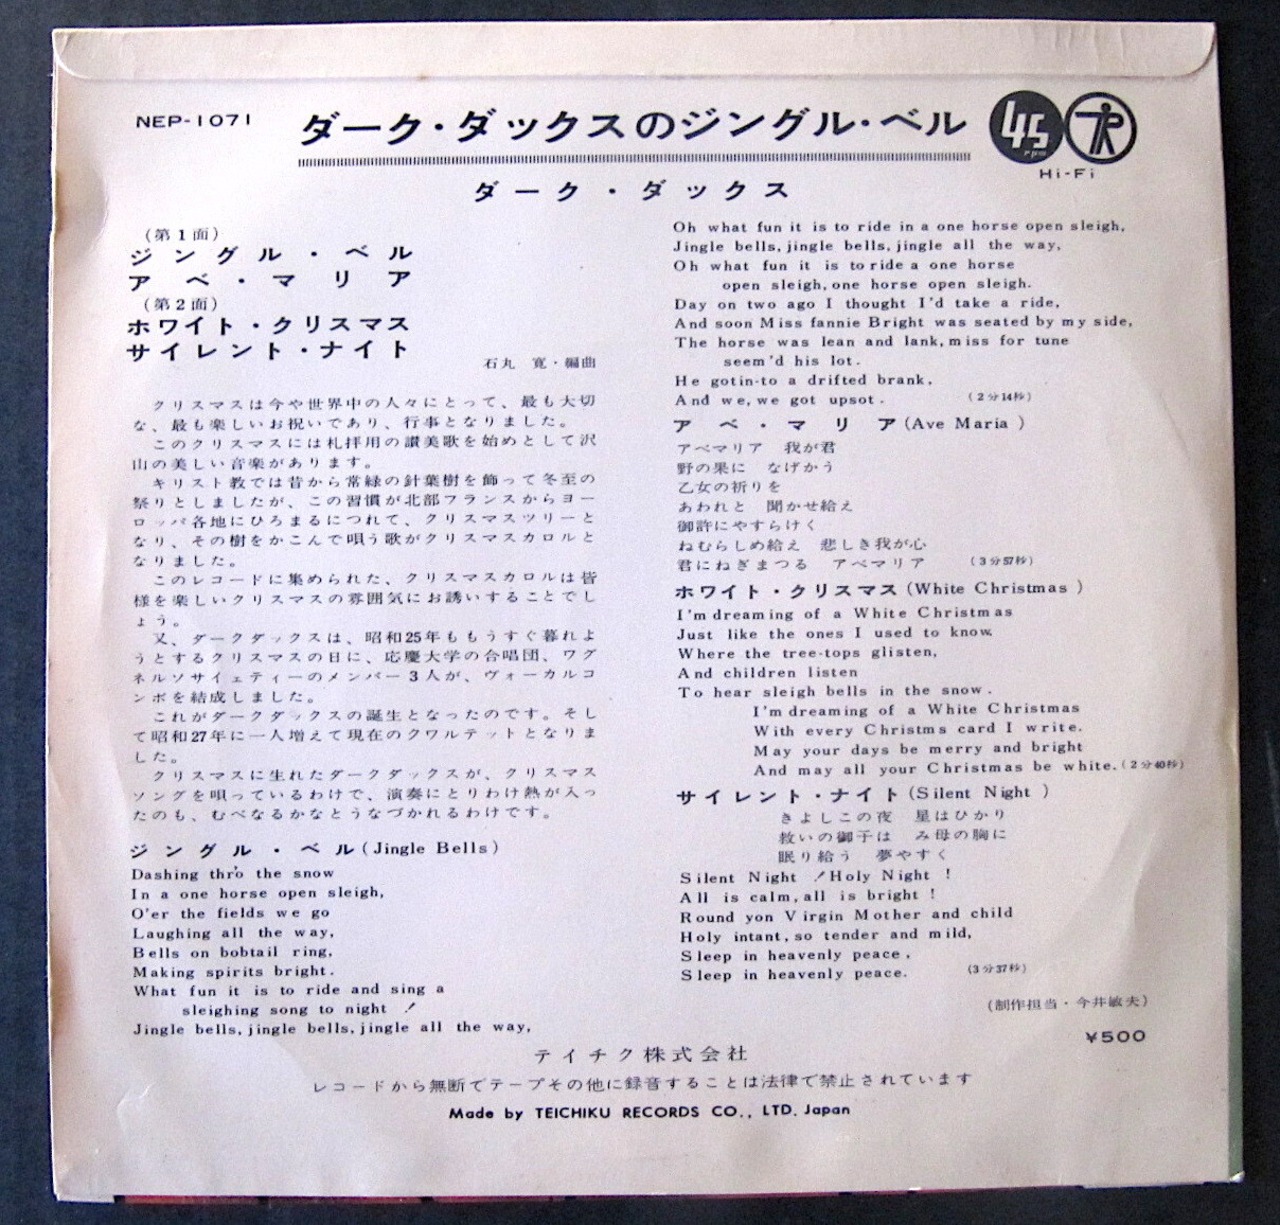 NEP-1071
ダーク・ダックスのジングル・ベル
45
rpm
Hi-Fi
ダーク・ダックス
(第1面)
ジングル・ベル
アベ・マリア
(第2面)
ホワイト・クリスマス
サイレント・ナイト
石丸 寛・編曲
クリスマスは今や世界中の人々にとって、最も大切
な、最も楽しいお祝いであり、行事となりました。
このクリスマスには札拝用の讃美歌を始めとして沢
山の美しい音楽があります。
キリスト教では昔から常緑の針葉樹を飾って冬至の
祭りとしましたが、この習慣が北部フランスからヨー
ロッパ各地にひろまるにつれて、クリスマスツリーと
なり、その樹をかこんで唄う歌がクリスマスカロルと
なりました。
このレコードに集められた、クリスマスカロルは皆
様を楽しいクリスマスの雰囲気にお誘いすることでし
ょう。
又、ダークダックスは、昭和25年ももうすぐ暮れよ
うとするクリスマスの日に、応慶大学の合唱団、ワグ
ネルソサイェティーのメンバー3人が、ヴォーカルコ
ンボを結成しました。
これがダークダックスの誕生となったのです。そし
て昭和27年に一人増えて現在のクワルテットとなりま
した。
クリスマスに生れたダークダックスが、クリスマス
ソングを唄っているわけで、演奏にとりわけ熱が入っ
たのも、むべなるかなとうなづかれるわけです。
ジングル・ベル(Jingle Bells)
Dashing thro the snow
In a one horse open sleigh,
O'er the fields we go
Laughing all the way,
Bells on bobtail ring,
Making spirits bright.
What fun it is to ride and sing a
sleighing song to night !
Jingle bells, jingle bells, jingle all the way,
Oh what fun it is to ride in a one horse open sleigh,
Jingle bells, jingle bells, jingle all the way,
Oh what fun it is to ride a one horse
open sleigh, one horse open sleigh.
Day on two ago I thought I'd take a ride,
And soon Miss fannie Bright was seated by my side,
The horse was lean and lank, miss for tune
seem'd his lot.
He gotin-to a drifted brank,
And we, we got upsot. (2分14秒)
アベ・マリア(Ave Maria)
アベマリア 我が君
野の果に なげかう
乙女の祈りを
あわれと 聞かせ給え
御許にやすらけく
ねむらしめ給え 悲しき我が心
君にねぎまつる アベマリア (3分57秒)
ホワイト・クリスマス(White Christmas)
I'm dreaming of a White Christmas
Just like the ones I used to know.
Where the tree-tops glisten,
And children listen
To hear sleigh bells in the snow.
I'm dreaming of a White Christmas
With every Christms card I write.
May your days be merry and bright
And may all your Christmas be white. (2分40秒)
サイレント・ナイト(Silent Night)
きよしこの夜 星はひかり
救いの御子は み母の胸に
眠り給う 夢やすく
Silent Night ! Holy Night !
All is calm, all is bright !
Round yon Virgin Mother and child
Holy intant, so tender and mild,
Sleep in heavenly peace,
Sleep in heavenly peace. (3分37秒)
(制作担当・今井敏夫)
¥500
テイチク株式会社
レコードから無断でテープその他に録音することは法律で禁止されています
Made by TEICHIKU RECORDS CO., LTD. Japan